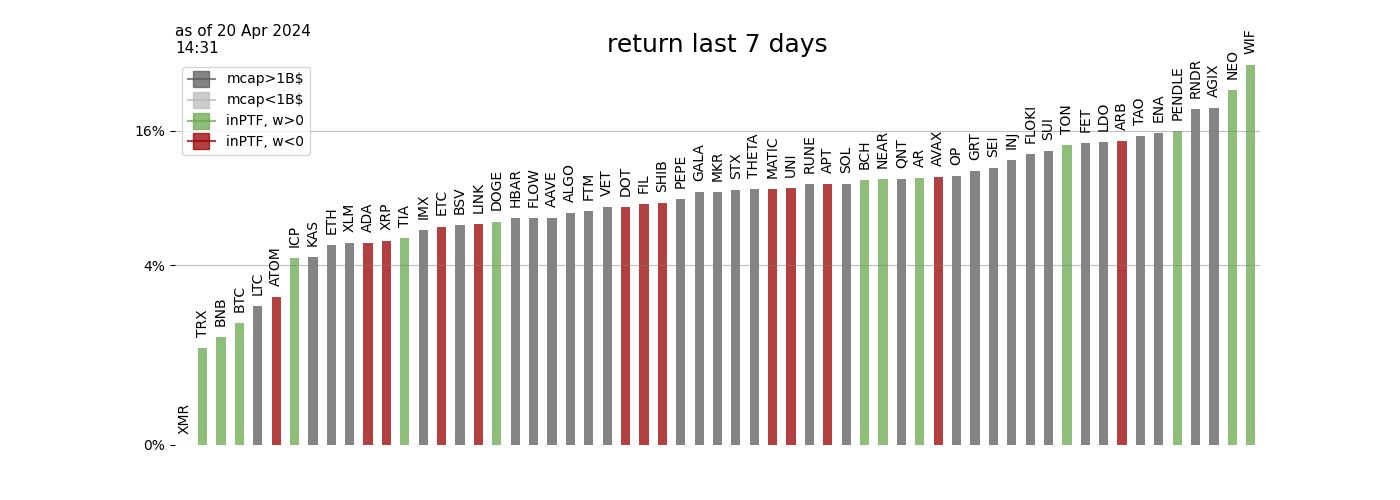 as of 20 Apr 2024
14:31
return last 7 days
mcap>1B$
mcap<1B$
inPTF, w>0
inPTF, w<0
16%
4%
0%
XMR
TRX
BNB
BTC
LTC
ATOM
ICP
KAS
ETH
XLM
ADA
XRP
TIA
IMX
ETC
BSV
LINK
DOGE
HBAR
FLOW
AAVE
ALGO
FTM
VET
DOT
FIL
SHIB
PEPE
GALA
MKR
STX
THETA
MATIC
UNI
RUNE
APT
SOL
BCH
NEAR
QNT
AR
AVAX
OP
GRT
SEI
INJ
FLOKI
SUI
TON
FET
LDO
ARB
TAO
ENA
PENDLE
RNDR
AGIX
NEO
WIF